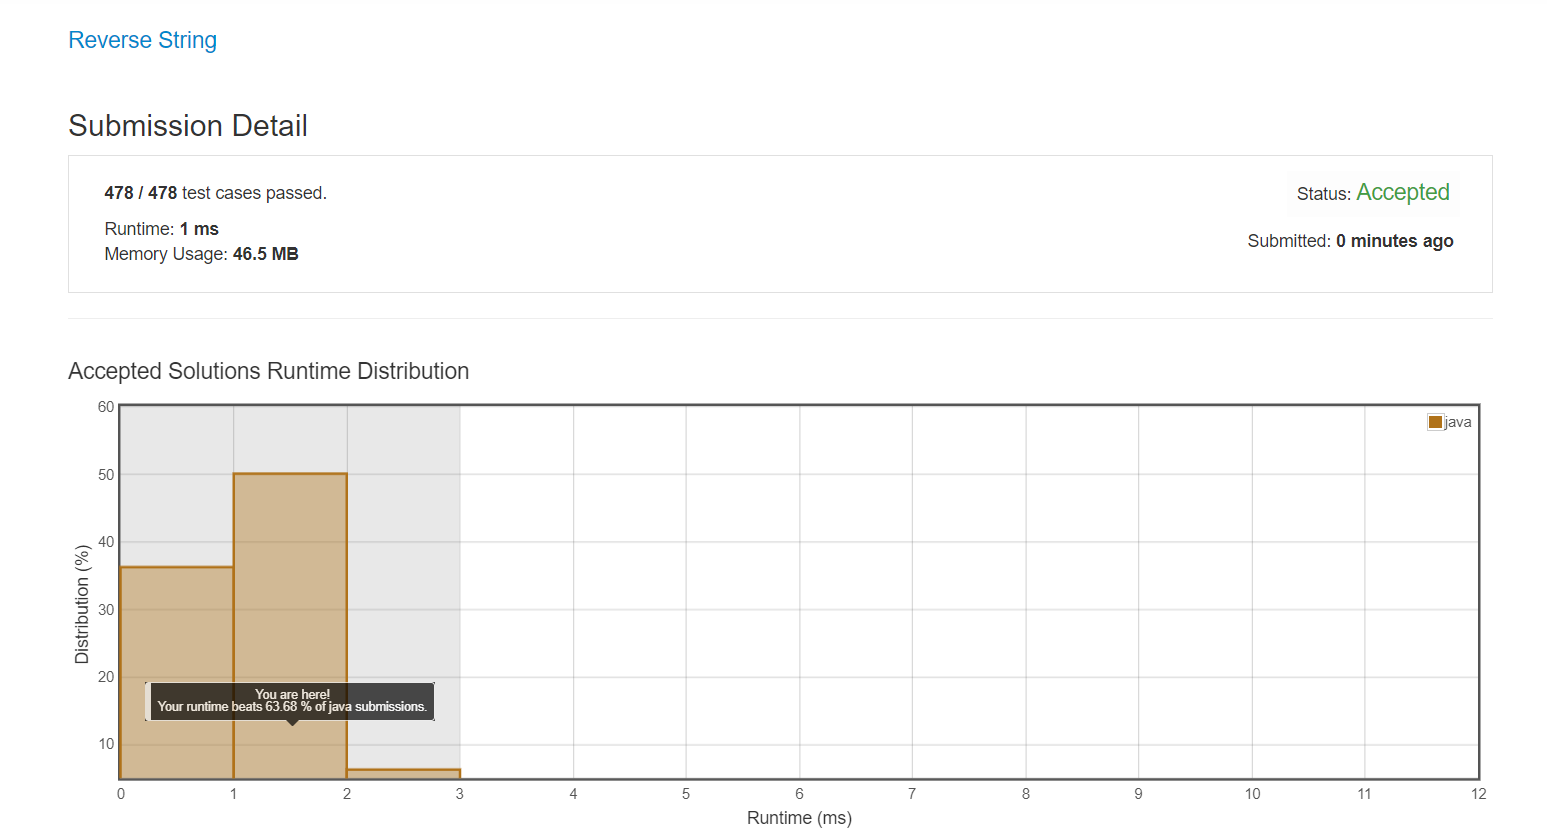 Reverse String
Submission Detail
478 / 478 test cases passed.
Status: Accepted
Runtime: 1 ms
Submitted: 0 minutes ago
Memory Usage: 46.5 MB
Accepted Solutions Runtime Distribution
60
java
50
40
30
20
10
Distribution (%)
You are here!
Your runtime beats 63.68 % of java submissions.
0 1 2 3 4 5 6 7 8 9 10 11 12
Runtime (ms)